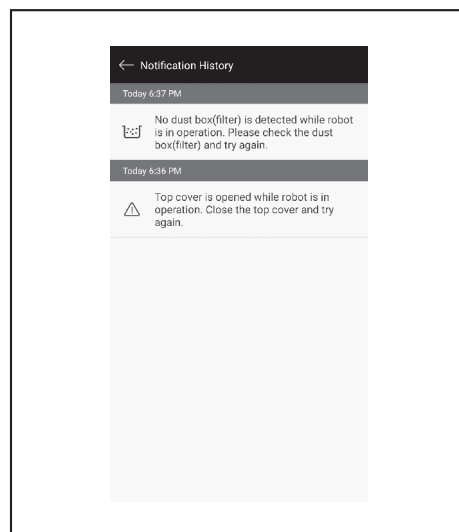 Notification History
Today 6:37 PM
No dust box(filter) is detected while robot
is in operation. Please check the dust
box(filter) and try again.
Today 6:36 PM
Top cover is opened while robot is in
operation. Close the top cover and try
again.